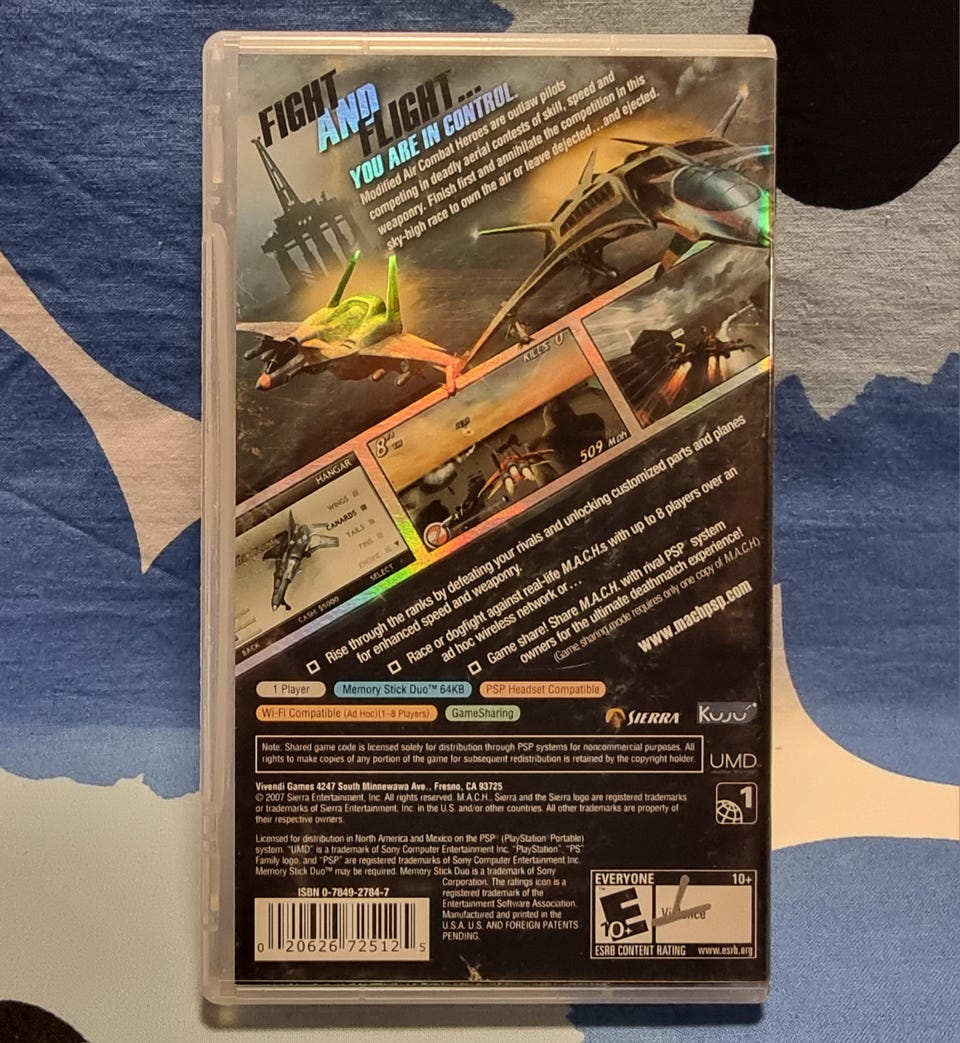 FIGHT
AND
FLIGHT...
YOU ARE IN CONTROL.
Modified Air Combat Heroes are outlaw pilots
competing in deadly aerial contests of skill, speed and
weaponry. Finish first and annihilate the competition in this
sky-high race to own the air or leave dejected...and ejected.
KILLS 0
8TH
509 MPH
HANGAR
WINGS
CANARDS
TAILS
FINS
ENGINE
SELECT
CASH: $5000
BACK
Rise through the ranks by defeating your rivals and unlocking customized parts and planes
for enhanced speed and weaponry.
Race or dogfight against real-life M.A.C.H.s with up to 8 players over an
ad hoc wireless network or...
Game share! Share M.A.C.H. with rival PSP® system
owners for the ultimate deathmatch experience!
(Game sharing mode requires only one copy of M.A.C.H)
www.machpsp.com
1 Player Memory Stick Duo™ 64KB PSP Headset Compatible
Wi-Fi Compatible (Ad Hoc)(1–8 Players) GameSharing
SIERRA Kuju
Note: Shared game code is licensed solely for distribution through PSP systems for noncommercial purposes. All
rights to make copies of any portion of the game for subsequent redistribution is retained by the copyright holder.
UMD
Vivendi Games 4247 South Minnewawa Ave., Fresno, CA 93725
© 2007 Sierra Entertainment, Inc. All rights reserved. M.A.C.H., Sierra and the Sierra logo are registered trademarks
or trademarks of Sierra Entertainment, Inc. in the U.S. and/or other countries. All other trademarks are property of
their respective owners.
1
Licensed for distribution in North America and Mexico on the PSP® (PlayStation®Portable)
system. "UMD" is a trademark of Sony Computer Entertainment Inc. "PlayStation", "PS"
Family logo, and "PSP" are registered trademarks of Sony Computer Entertainment Inc.
Memory Stick Duo™ may be required. Memory Stick Duo is a trademark of Sony
Corporation. The ratings icon is a
registered trademark of the
Entertainment Software Association.
Manufactured and printed in the
U.S.A. U.S. AND FOREIGN PATENTS
PENDING.
ISBN 0-7849-2784-7
0 20626 72512 5
EVERYONE 10+
E
10+
Violence
ESRB CONTENT RATING www.esrb.org